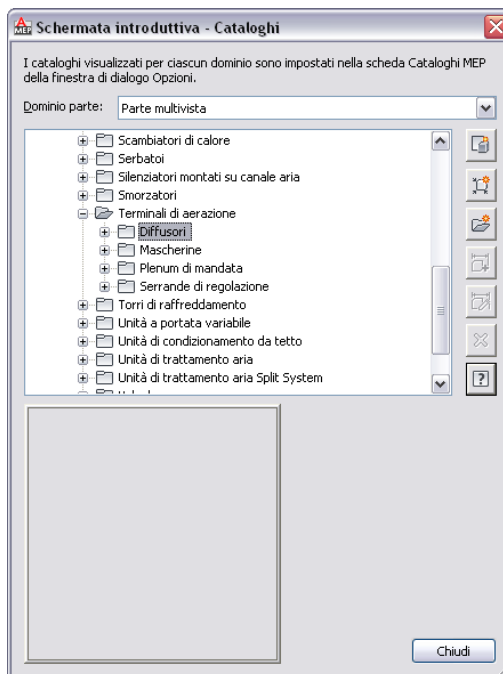 MEP
Schermata introduttiva - Cataloghi
I cataloghi visualizzati per ciascun dominio sono impostati nella scheda Cataloghi MEP
della finestra di dialogo Opzioni.
Dominio parte: Parte multivista
Scambiatori di calore
Serbatoi
Silenziatori montati su canale aria
Smorzatori
Terminali di aerazione
Diffusori
Mascherine
Plenum di mandata
Serrande di regolazione
Torri di raffreddamento
Unità a portata variabile
Unità di condizionamento da tetto
Unità di trattamento aria
Unità di trattamento aria Split System
Chiudi